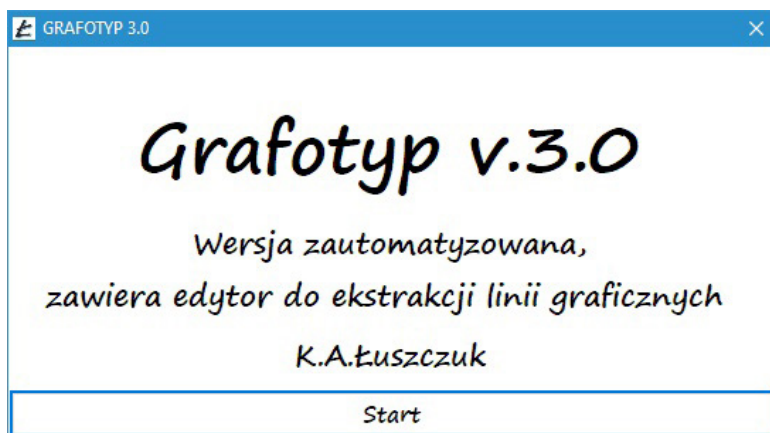 GRAFOTYP 3.0
Grafotyp v.3.0
Wersja zautomatyzowana,
zawiera edytor do ekstrakcji linii graficznych
K.A.Łuszczuk
Start